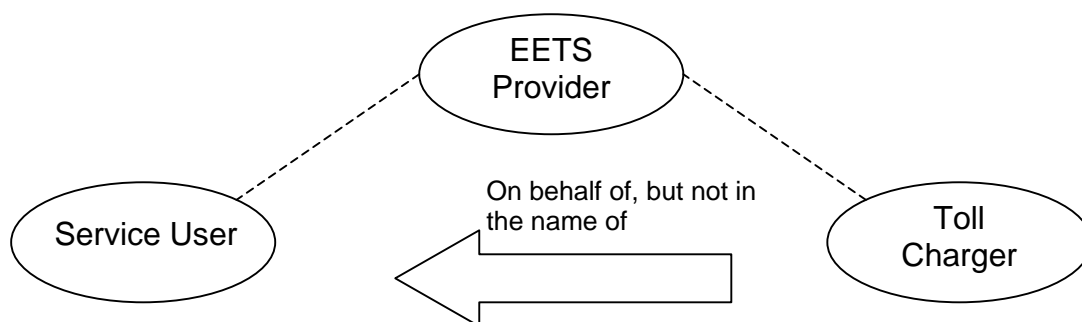 EETS
Provider
On behalf of, but not in
the name of
Service User
Toll
Charger